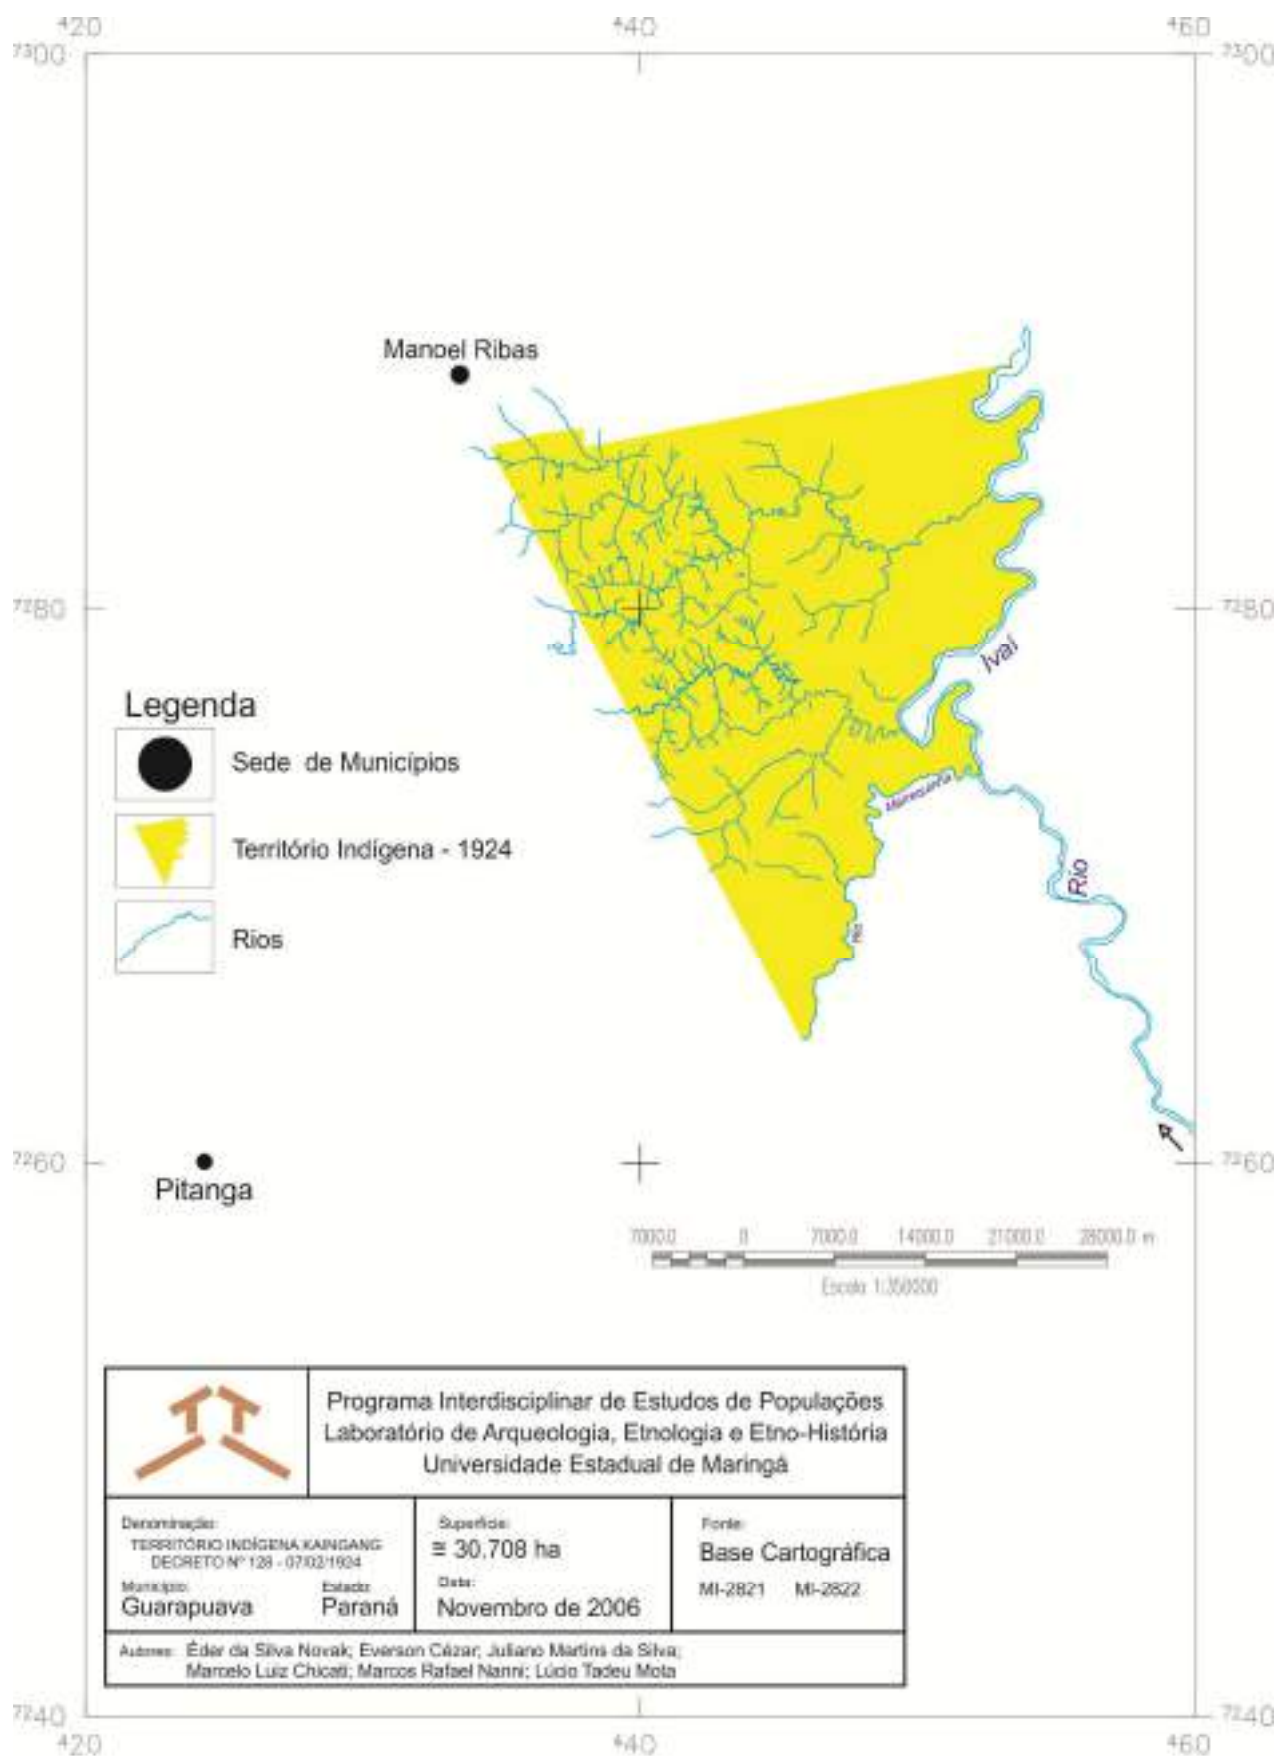 420 440 460
7300 7300
Manoel Ribas
7280 7280
Ivaí
Legenda
Sede de Municípios
Território Indígena - 1924
Rios
Rio
Rio
7260 7260
Pitanga
7000.0 0 7000.0 14000.0 21000.0 28000.0 m
Escala 1:350000
Programa Interdisciplinar de Estudos de Populações
Laboratório de Arqueologia, Etnologia e Etno-História
Universidade Estadual de Maringá
Denominação:
TERRITÓRIO INDÍGENA KAINGANG
DECRETO Nº 128 - 07/02/1924
Município: Estado:
Guarapuava Paraná
Superfície:
≅ 30.708 ha
Data:
Novembro de 2006
Fonte:
Base Cartográfica
MI-2821 MI-2822
Autores: Éder da Silva Novak; Everson Cézar; Juliano Martins da Silva;
Marcelo Luiz Chicati; Marcos Rafael Nanni; Lúcio Tadeu Mota
7240 7240
420 440 460